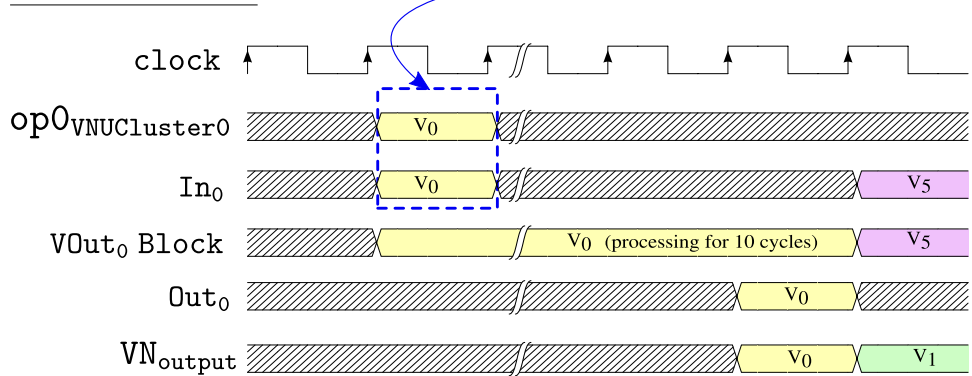 clock
op0VNUCluster0 V0
In0 V0 V5
VOut0 Block V0 (processing for 10 cycles) V5
Out0 V0
VNoutput V0 V1